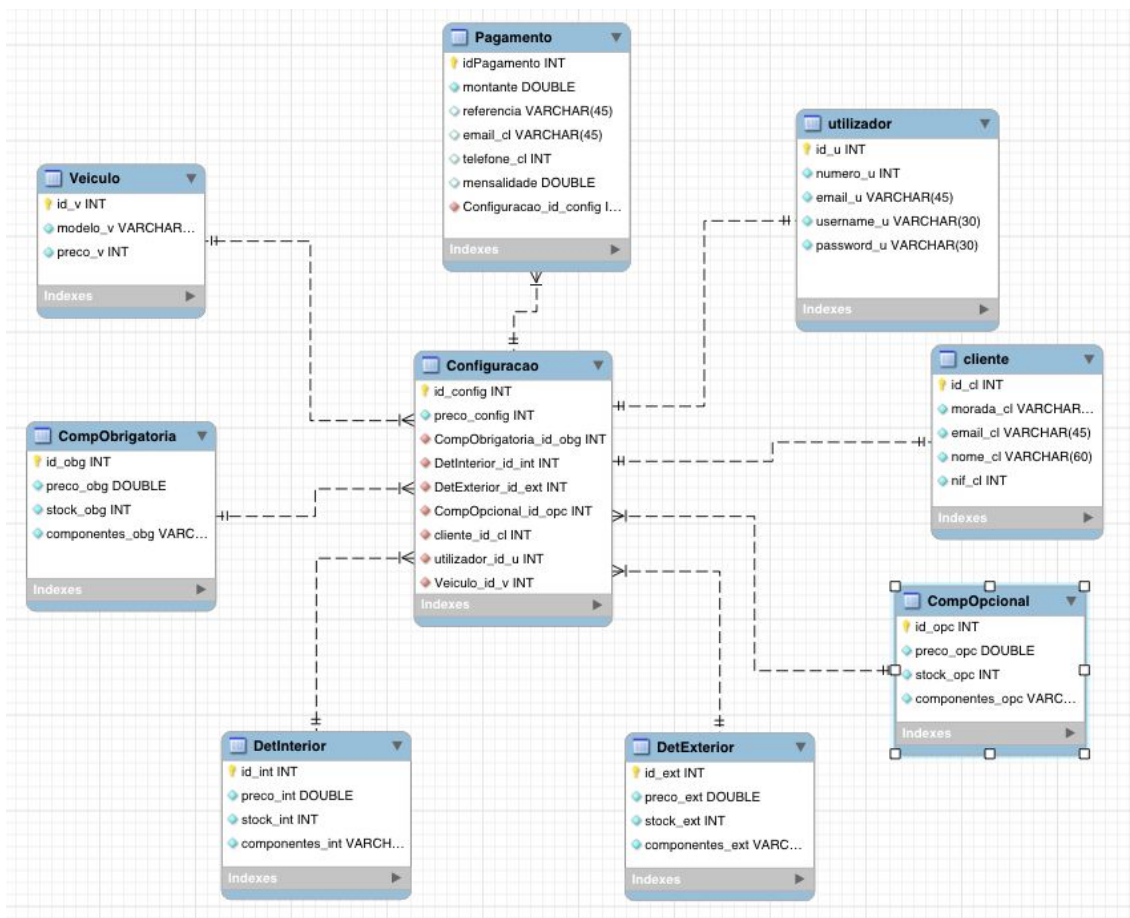 Pagamento
idPagamento INT
montante DOUBLE
referencia VARCHAR(45)
email_cl VARCHAR(45)
telefone_cl INT
mensalidade DOUBLE
Configuracao_id_config I...
Indexes
utilizador
id_u INT
numero_u INT
email_u VARCHAR(45)
username_u VARCHAR(30)
password_u VARCHAR(30)
Indexes
Veiculo
id_v INT
modelo_v VARCHAR...
preco_v INT
Indexes
Configuracao
id_config INT
preco_config INT
CompObrigatoria_id_obg INT
DetInterior_id_int INT
DetExterior_id_ext INT
CompOpcional_id_opc INT
cliente_id_cl INT
utilizador_id_u INT
Veiculo_id_v INT
Indexes
cliente
id_cl INT
morada_cl VARCHAR...
email_cl VARCHAR(45)
nome_cl VARCHAR(60)
nif_cl INT
Indexes
CompObrigatoria
id_obg INT
preco_obg DOUBLE
stock_obg INT
componentes_obg VARC...
Indexes
CompOpcional
id_opc INT
preco_opc DOUBLE
stock_opc INT
componentes_opc VARC...
Indexes
DetInterior
id_int INT
preco_int DOUBLE
stock_int INT
componentes_int VARCH...
Indexes
DetExterior
id_ext INT
preco_ext DOUBLE
stock_ext INT
componentes_ext VARC...
Indexes